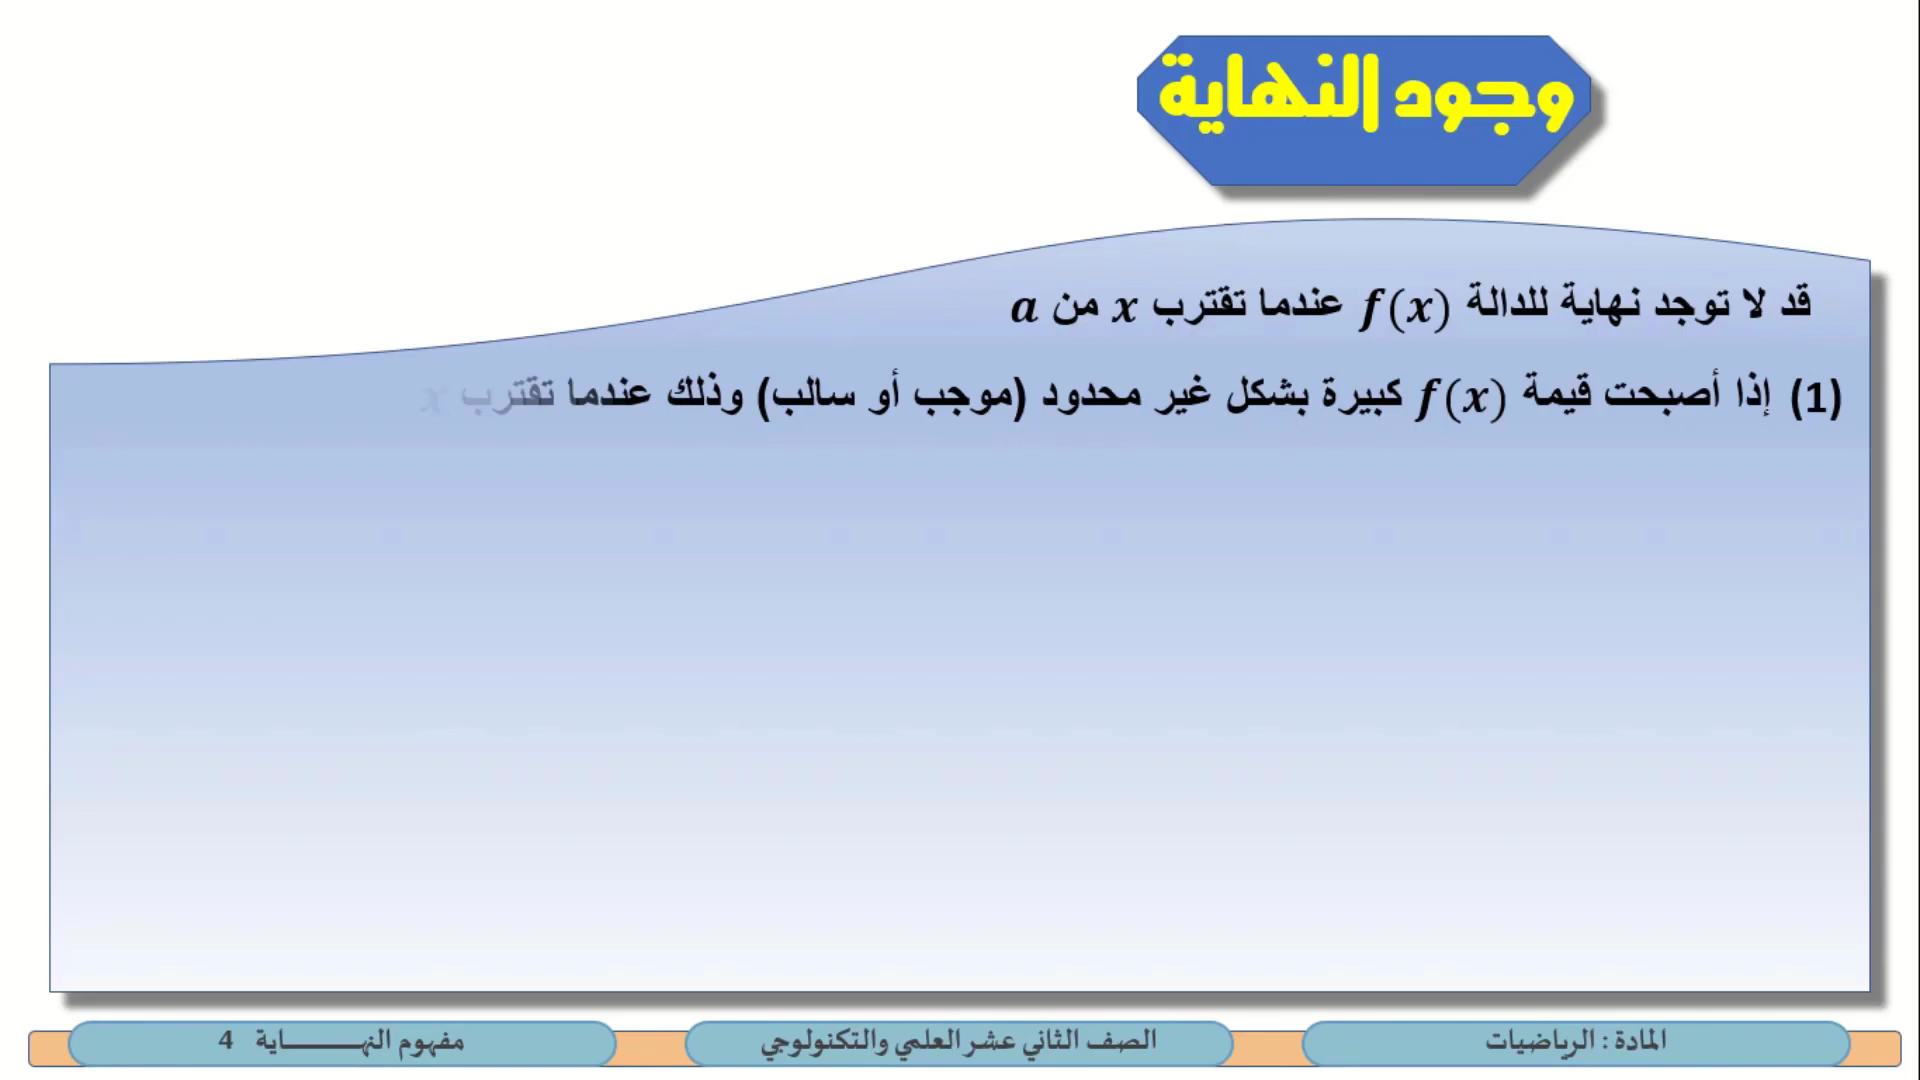 وجود النهاية
قد لا توجد نهاية للدالة f(x) عندما تقترب x من a
(1) إذا أصبحت قيمة f(x) كبيرة بشكل غير محدود (موجب أو سالب) وذلك عندما تقترب x
المادة : الرياضيات
الصف الثاني عشر العلمي والتكنولوجي
مفهوم النهـــــــاية 4